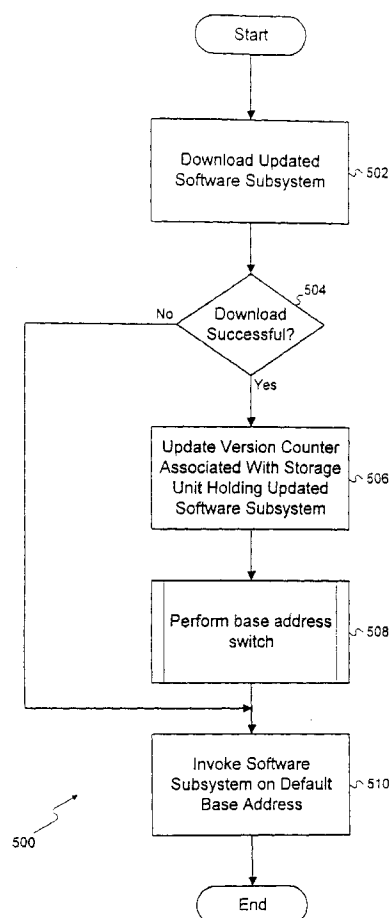 Start
Download Updated
Software Subsystem
502
504
No
Download
Successful?
Yes
Update Version Counter
Associated With Storage
Unit Holding Updated
Software Subsystem
506
Perform base address
switch
508
Invoke Software
Subsystem on Default
Base Address
510
500
End